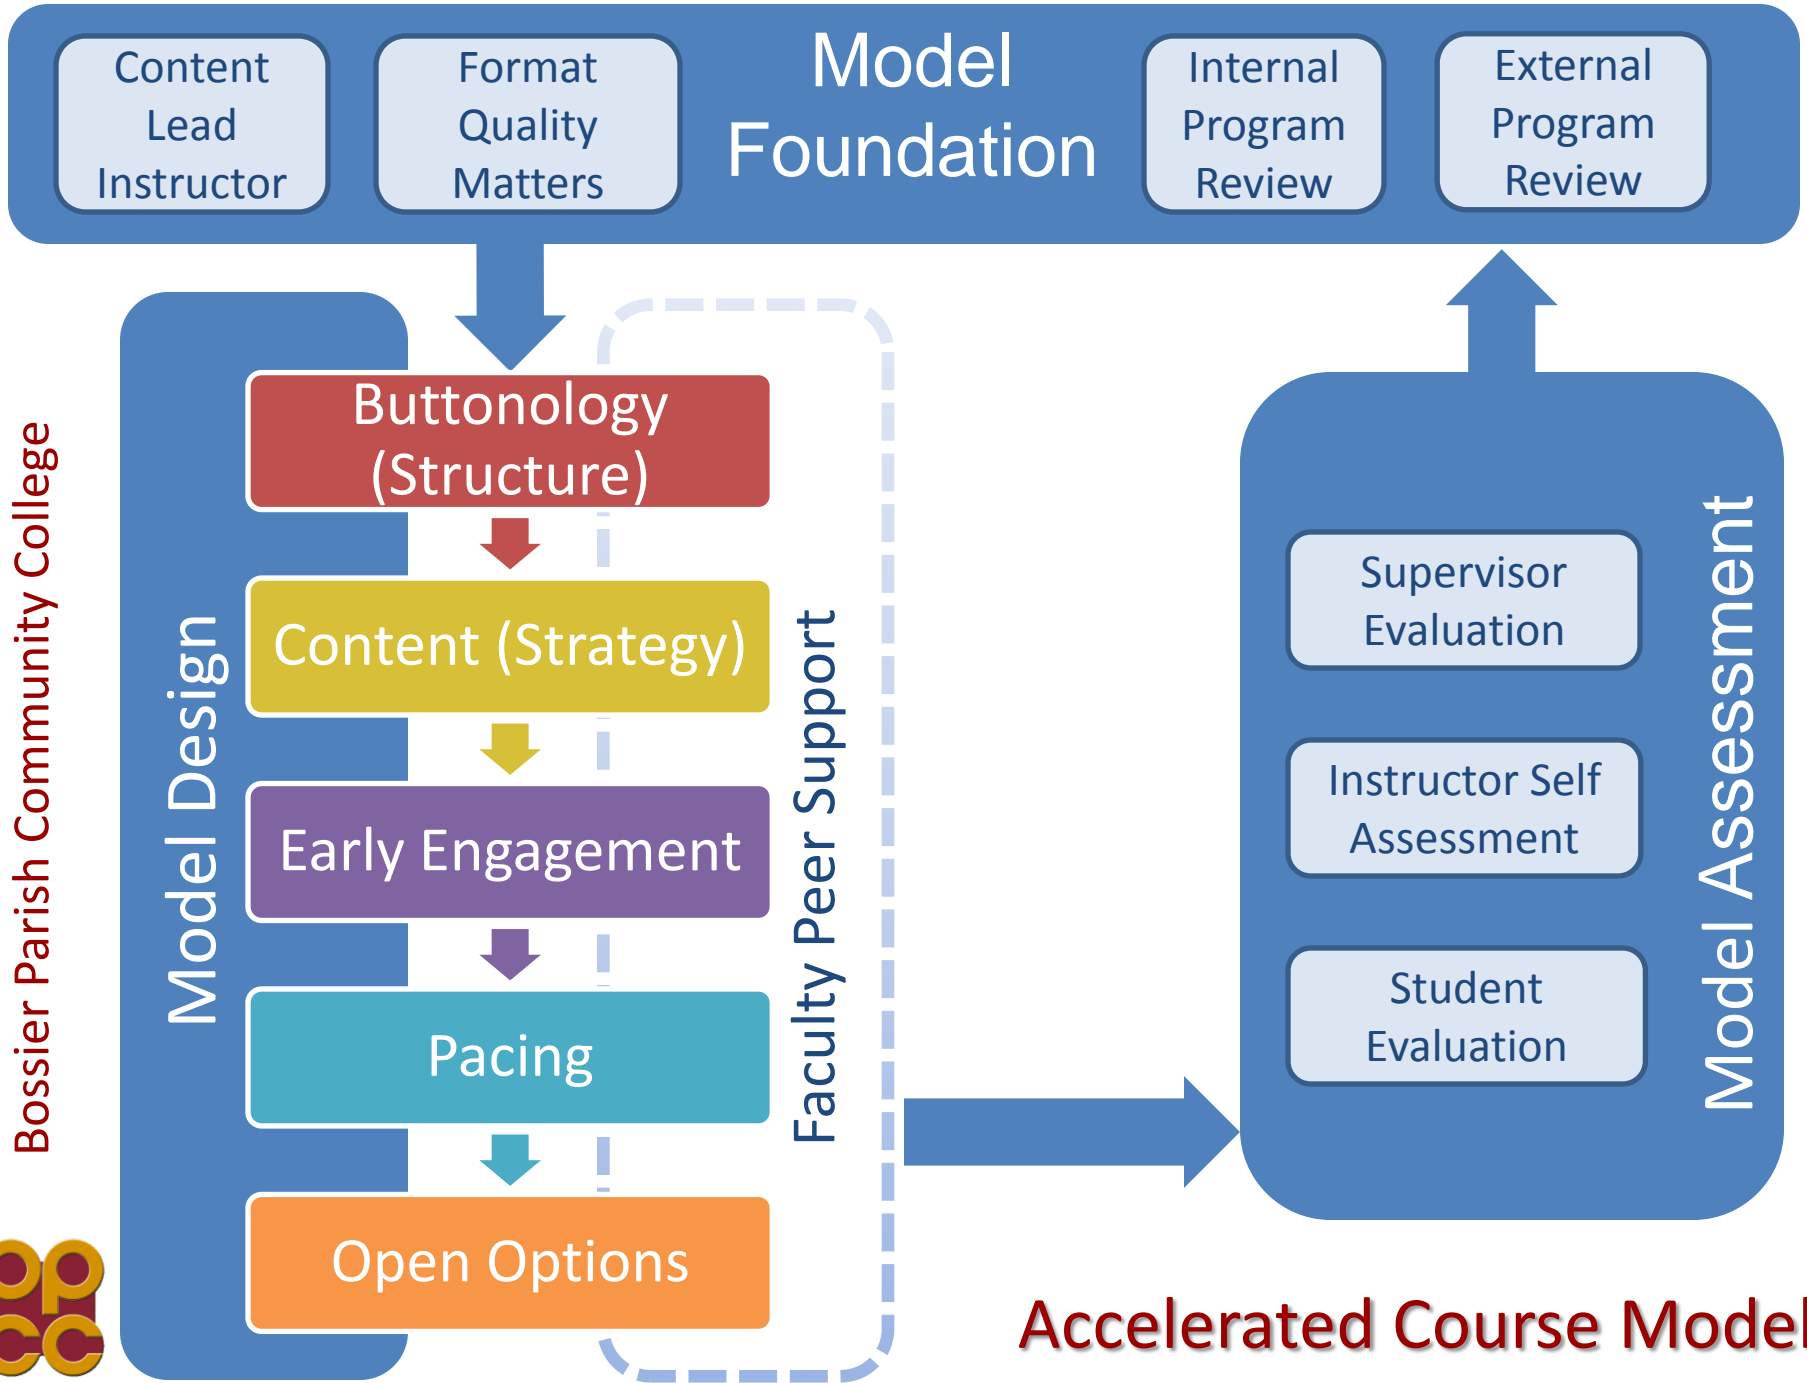 Content
Lead
Instructor
Format
Quality
Matters
Model
Foundation
Internal
Program
Review
External
Program
Review
Bossier Parish Community College
Model Design
Buttonology
(Structure)
Content (Strategy)
Early Engagement
Pacing
Open Options
Faculty Peer Support
Supervisor
Evaluation
Instructor Self
Assessment
Student
Evaluation
Model Assessment
bp
cc
Accelerated Course Model